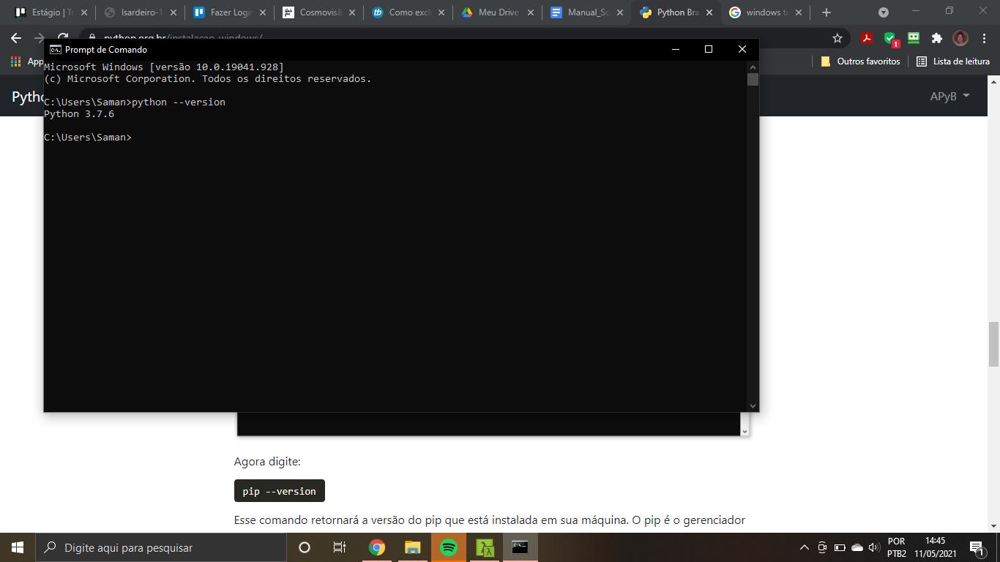 Estágio | Tr
Isardeiro-1
Fazer Login
Cosmovisã
Como excl
Meu Drive
Manual_Sc
Python Bra
windows te
python.org.br/instalacao-windows/
1
App
Outros favoritos
Lista de leitura
Pytho
APyB
Prompt de Comando
Microsoft Windows [versão 10.0.19041.928]
(c) Microsoft Corporation. Todos os direitos reservados.
C:\Users\Saman>python --version
Python 3.7.6
C:\Users\Saman>
Agora digite:
pip --version
Esse comando retornará a versão do pip que está instalada em sua máquina. O pip é o gerenciador
Digite aqui para pesquisar
POR
PTB2
14:45
11/05/2021
1